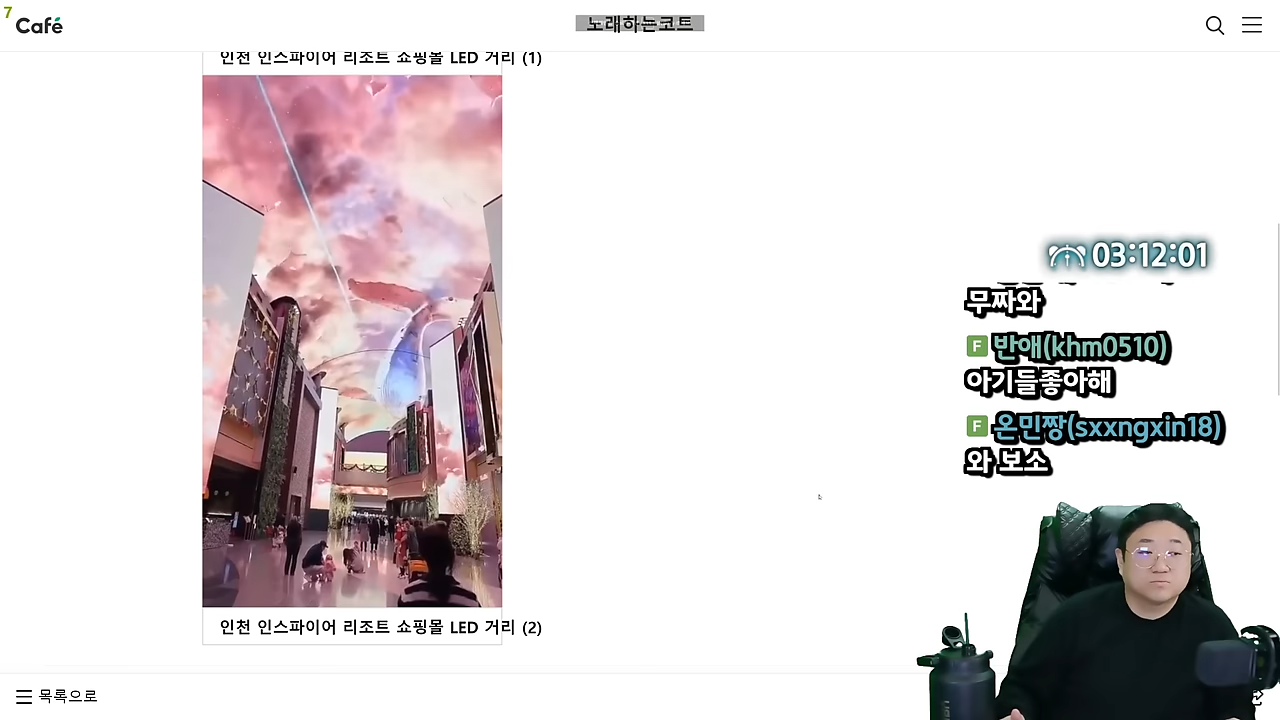 7
Café
노래하는코트
인천 인스파이어 리조트 쇼핑몰 LED 거리 (1)
03:12:01
무짜와
F 반애(khm0510)
아기들좋아해
F 온민짱(sxxngxin18)
와 보소
인천 인스파이어 리조트 쇼핑몰 LED 거리 (2)
목록으로